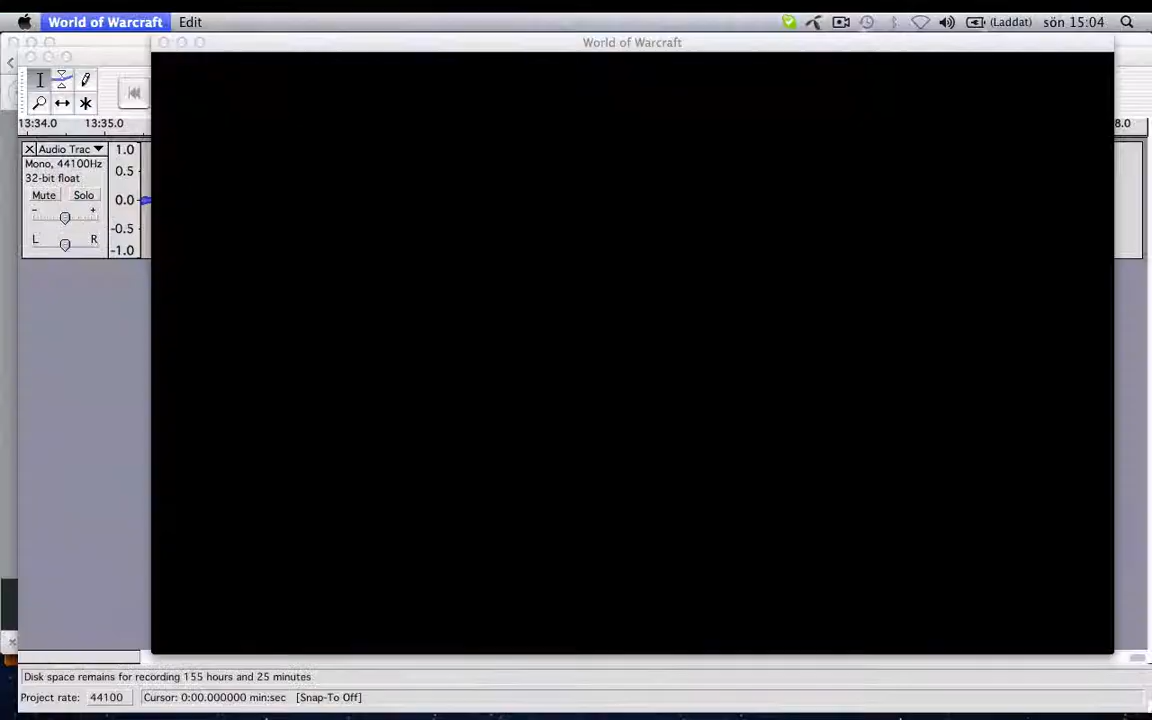 World of Warcraft Edit (Laddat) sön 15:04
World of Warcraft
13:34.0 13:35.0 8.0
Audio Trac 1.0
Mono, 44100Hz
32-bit float 0.5
Mute Solo 0.0
- +
L R -0.5
-1.0
Disk space remains for recording 155 hours and 25 minutes
Project rate: 44100 Cursor: 0:00.000000 min:sec [Snap-To Off]